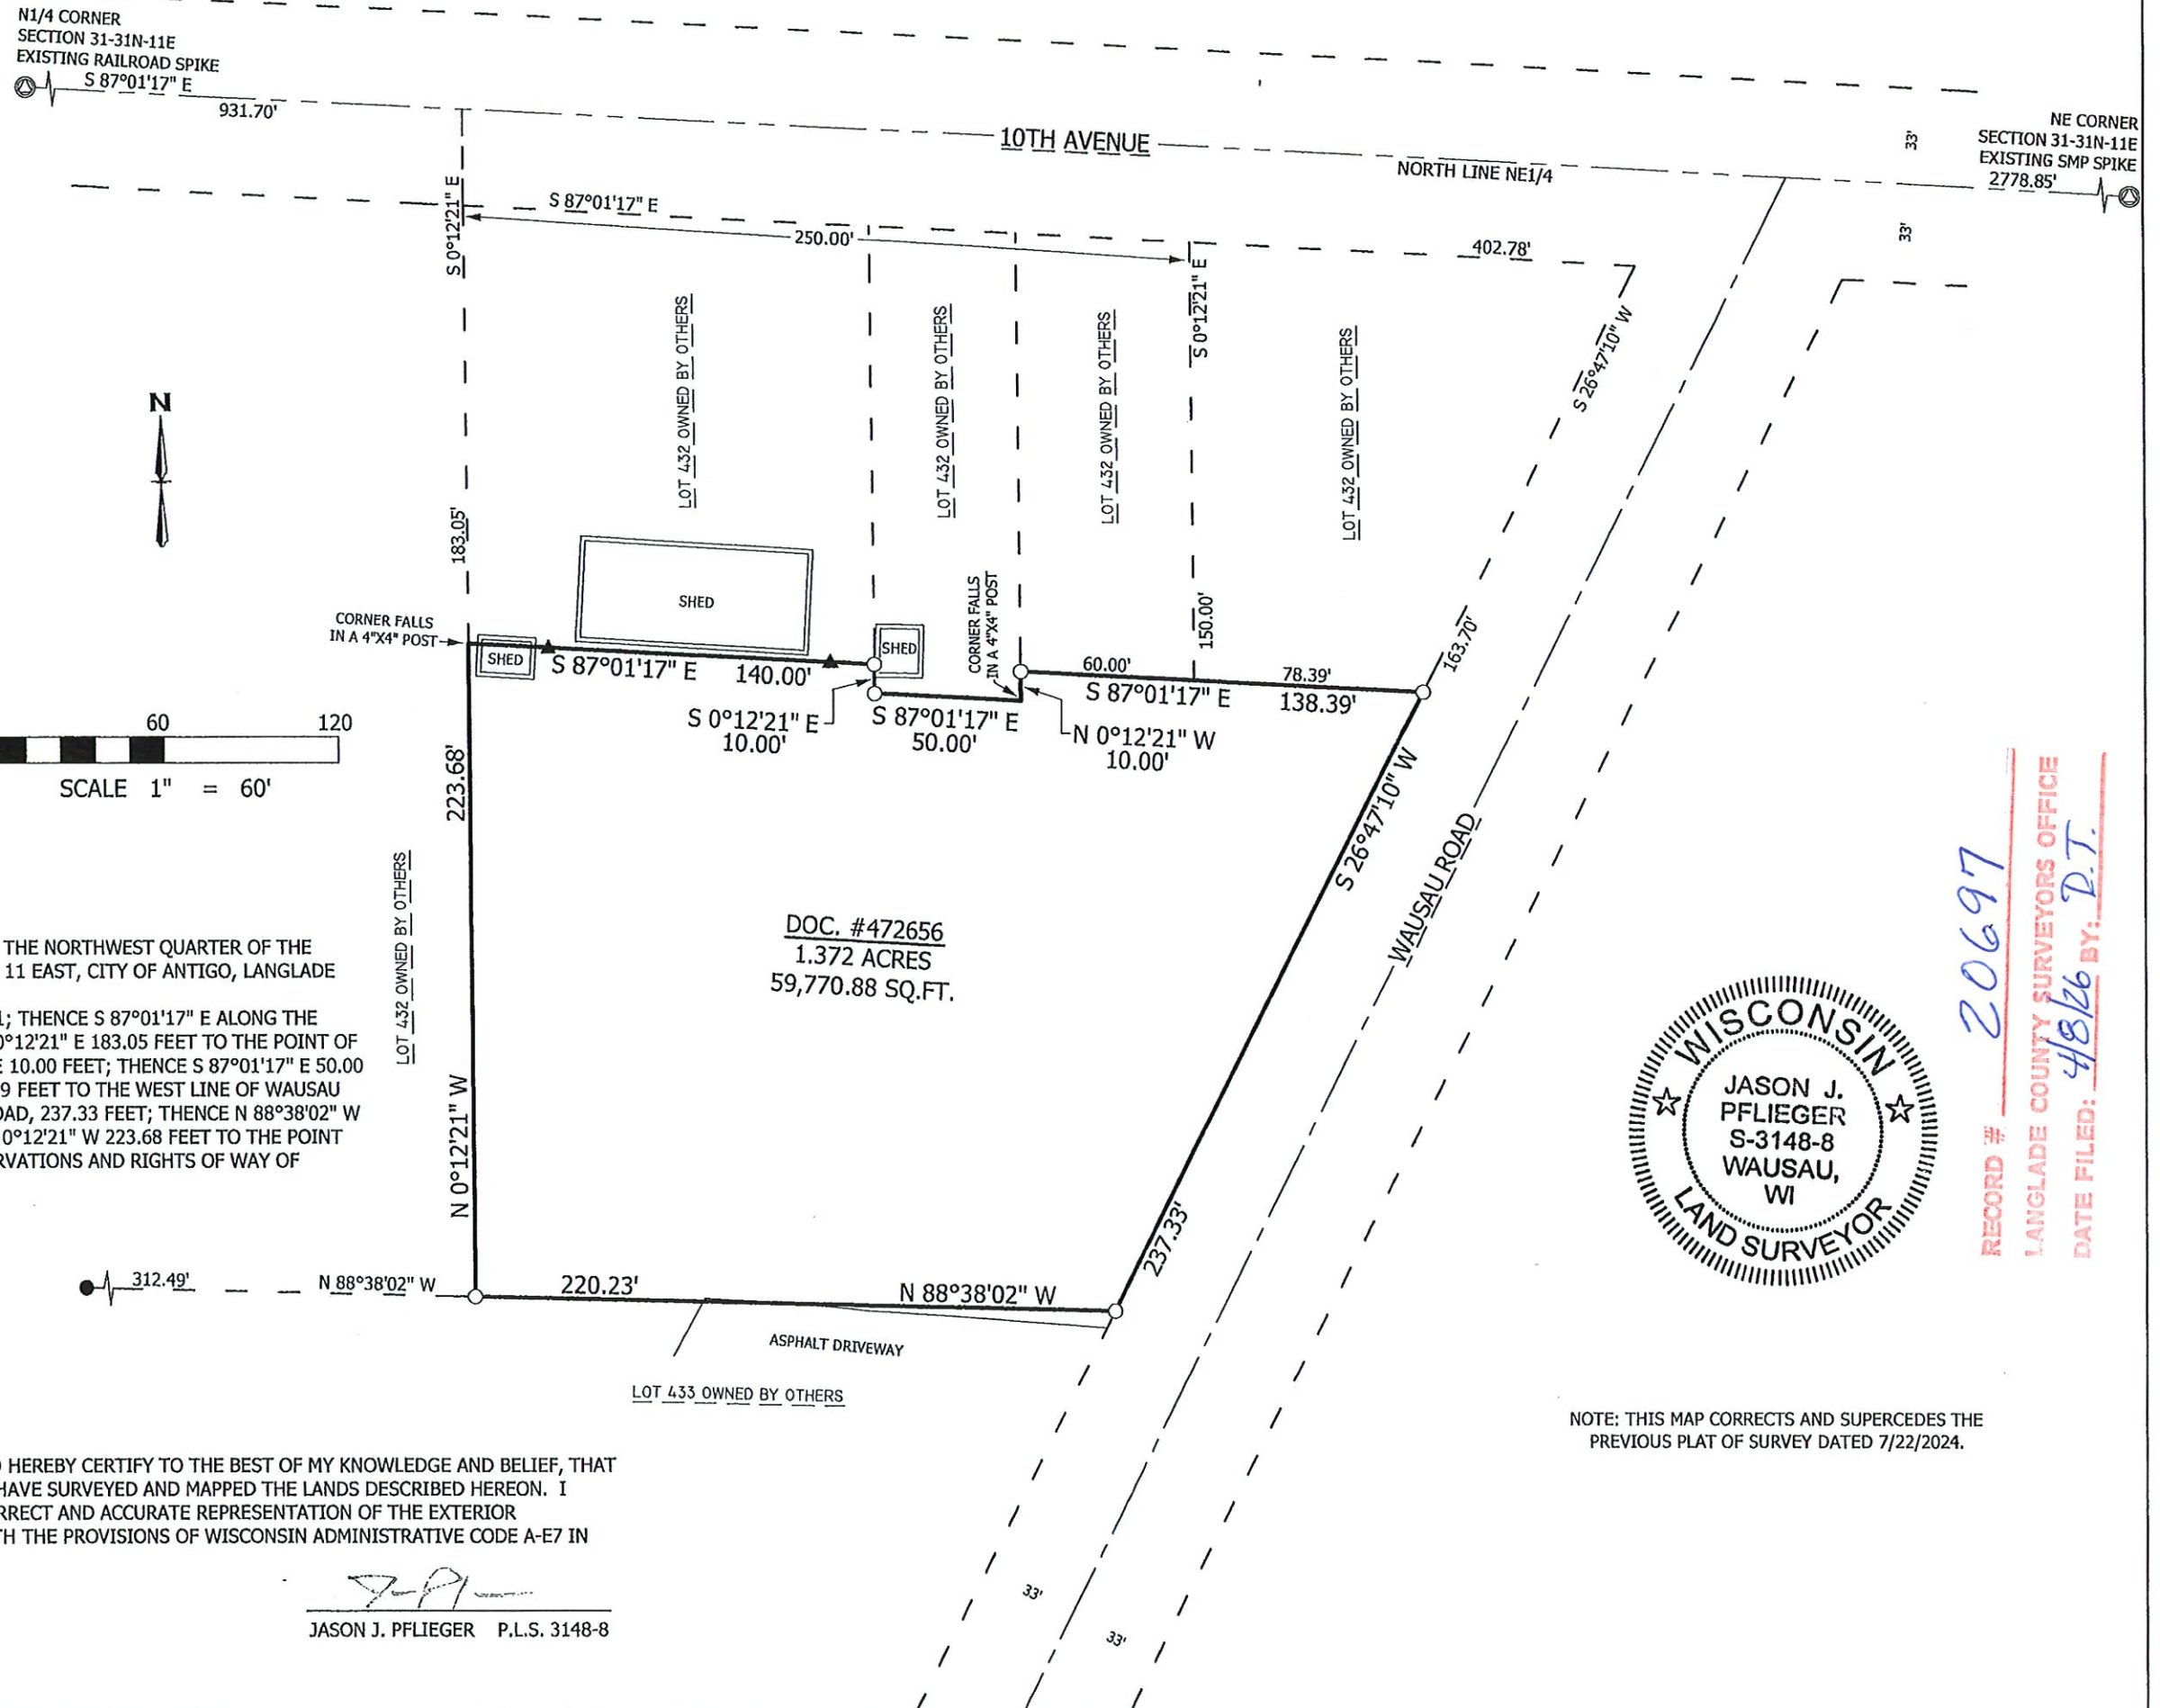 N1/4 CORNER
SECTION 31-31N-11E
EXISTING RAILROAD SPIKE
S 87°01'17" E
931.70'
10TH AVENUE
NORTH LINE NE1/4
33'
NE CORNER
SECTION 31-31N-11E
EXISTING SMP SPIKE
2778.85'
33'
S 0°12'21" E
S 87°01'17" E
250.00'
402.78'
S 0°12'21" E
S 26°47'10" W
LOT 432 OWNED BY OTHERS
LOT 432 OWNED BY OTHERS
LOT 432 OWNED BY OTHERS
LOT 432 OWNED BY OTHERS
N
183.05'
150.00'
163.70'
CORNER FALLS
IN A 4"X4" POST
SHED
SHED
SHED
CORNER FALLS
IN A 4"X4" POST
S 87°01'17" E 140.00'
60.00'
78.39'
S 87°01'17" E 138.39'
S 0°12'21" E
10.00'
S 87°01'17" E
50.00'
N 0°12'21" W
10.00'
60 120
SCALE 1" = 60'
223.68'
N 0°12'21" W
LOT 432 OWNED BY OTHERS
S 26°47'10" W
237.33'
WAUSAU ROAD
DOC. #472656
1.372 ACRES
59,770.88 SQ.FT.
THE NORTHWEST QUARTER OF THE
11 EAST, CITY OF ANTIGO, LANGLADE
1; THENCE S 87°01'17" E ALONG THE
0°12'21" E 183.05 FEET TO THE POINT OF
E 10.00 FEET; THENCE S 87°01'17" E 50.00
9 FEET TO THE WEST LINE OF WAUSAU
OAD, 237.33 FEET; THENCE N 88°38'02" W
0°12'21" W 223.68 FEET TO THE POINT
RVATIONS AND RIGHTS OF WAY OF
312.49'
N 88°38'02" W
220.23'
N 88°38'02" W
ASPHALT DRIVEWAY
LOT 433 OWNED BY OTHERS
WISCONSIN
JASON J.
PFLIEGER
S-3148-8
WAUSAU,
WI
LAND SURVEYOR
RECORD # 20697
LANGLADE COUNTY SURVEYORS OFFICE
DATE FILED: 4/8/26 BY: D.T.
NOTE: THIS MAP CORRECTS AND SUPERCEDES THE
PREVIOUS PLAT OF SURVEY DATED 7/22/2024.
HEREBY CERTIFY TO THE BEST OF MY KNOWLEDGE AND BELIEF, THAT
HAVE SURVEYED AND MAPPED THE LANDS DESCRIBED HEREON. I
RRECT AND ACCURATE REPRESENTATION OF THE EXTERIOR
TH THE PROVISIONS OF WISCONSIN ADMINISTRATIVE CODE A-E7 IN
JASON J. PFLIEGER P.L.S. 3148-8
33'
33'